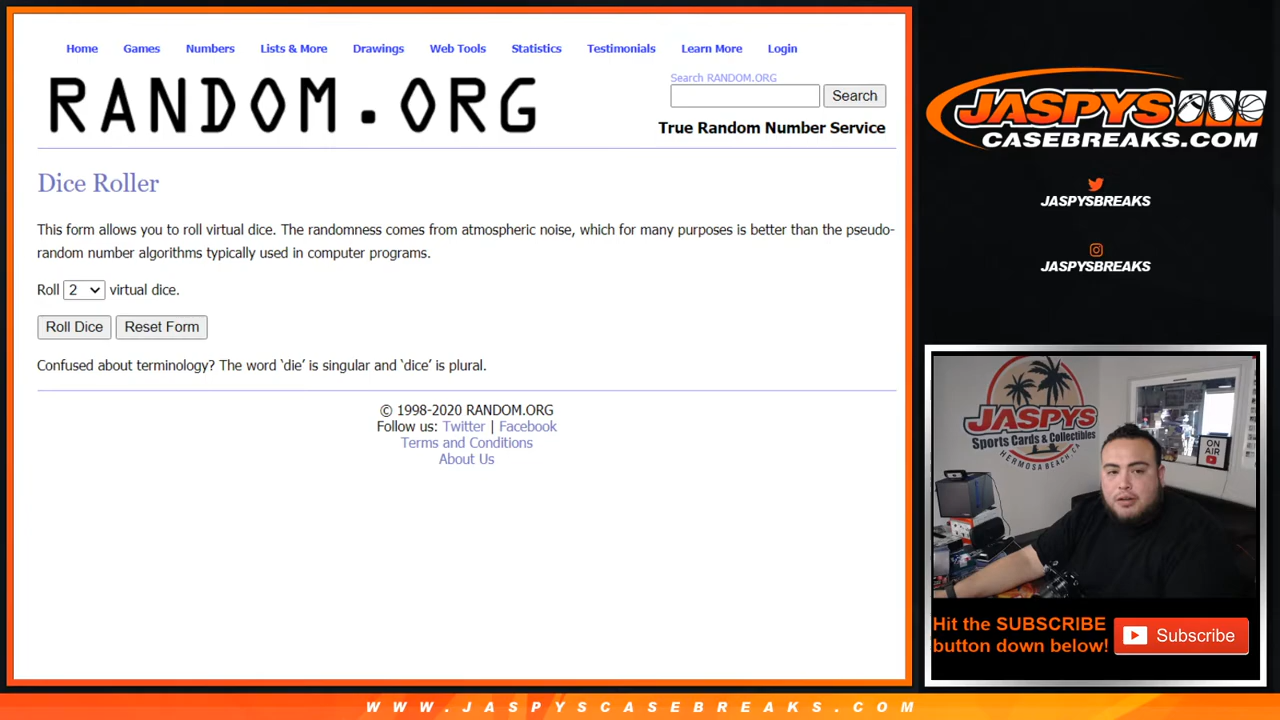 Home Games Numbers Lists & More Drawings Web Tools Statistics Testimonials Learn More Login
RANDOM.ORG
Search RANDOM.ORG
Search
True Random Number Service
Dice Roller
This form allows you to roll virtual dice. The randomness comes from atmospheric noise, which for many purposes is better than the pseudo-
random number algorithms typically used in computer programs.
Roll 2 virtual dice.
Roll Dice Reset Form
Confused about terminology? The word ‘die’ is singular and ‘dice’ is plural.
© 1998-2020 RANDOM.ORG
Follow us: Twitter | Facebook
Terms and Conditions
About Us
JASPYS
CASEBREAKS.COM
JASPYSBREAKS
JASPYSBREAKS
JASPYS
Sports Cards & Collectibles
HERMOSA BEACH, CA
ON
AIR
Hit the SUBSCRIBE
button down below!
Subscribe
WWW.JASPYSCASEBREAKS.COM